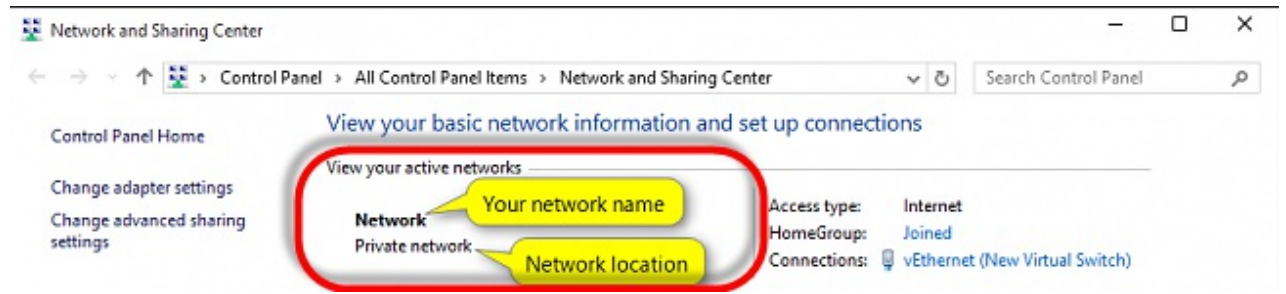 Network and Sharing Center
Control Panel › All Control Panel Items › Network and Sharing Center
Search Control Panel
Control Panel Home
Change adapter settings
Change advanced sharing
settings
View your basic network information and set up connections
View your active networks
Network
Your network name
Private network
Network location
Access type: Internet
HomeGroup: Joined
Connections: vEthernet (New Virtual Switch)